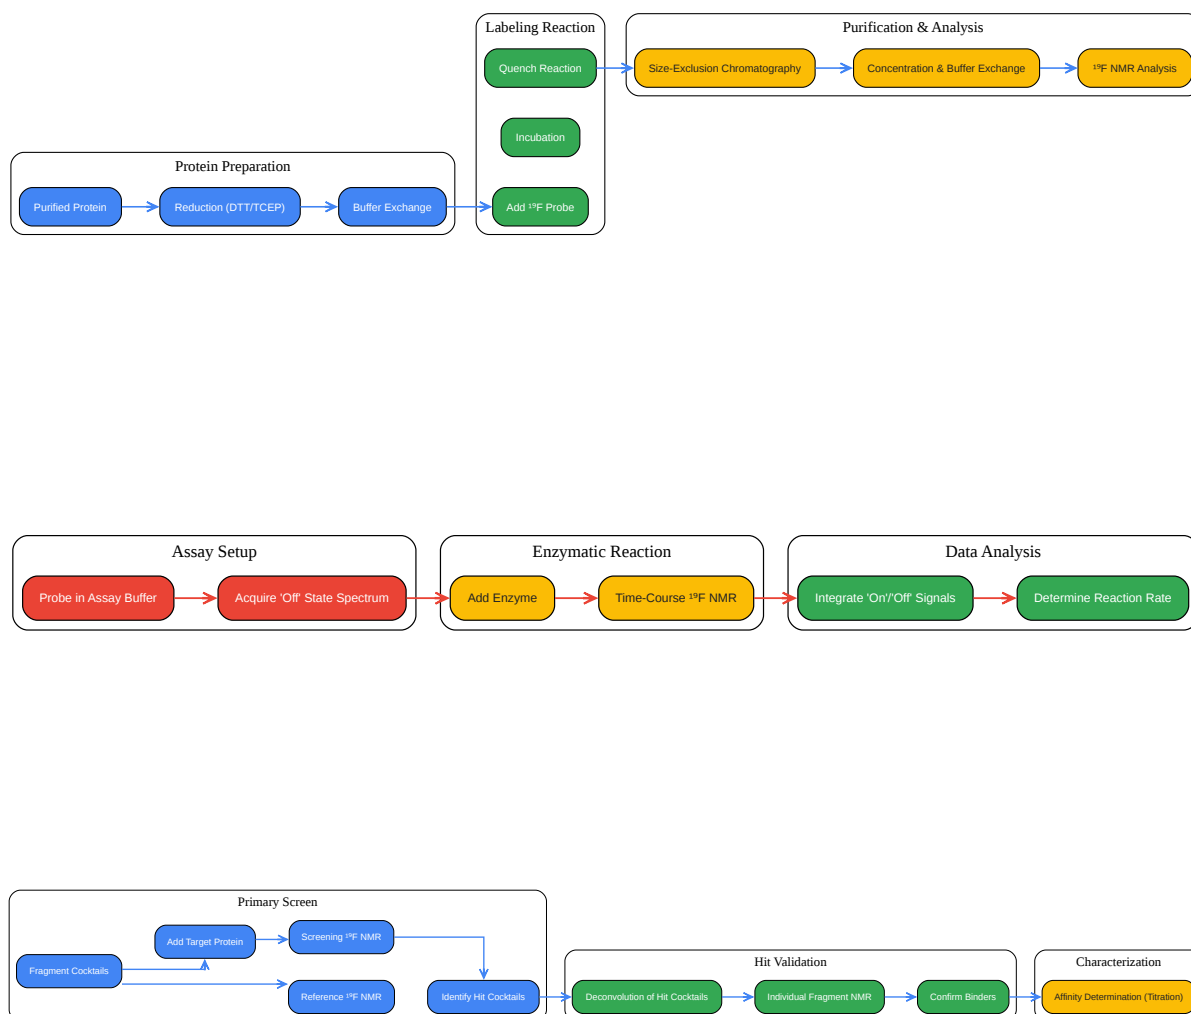 Labeling Reaction
Purification & Analysis
Quench Reaction
Size-Exclusion Chromatography
Concentration & Buffer Exchange
¹⁹F NMR Analysis
Incubation
Protein Preparation
Purified Protein
Reduction (DTT/TCEP)
Buffer Exchange
Add ¹⁹F Probe
Assay Setup
Enzymatic Reaction
Data Analysis
Probe in Assay Buffer
Acquire 'Off' State Spectrum
Add Enzyme
Time-Course ¹⁹F NMR
Integrate 'On'/'Off' Signals
Determine Reaction Rate
Primary Screen
Add Target Protein
Screening ¹⁹F NMR
Fragment Cocktails
Reference ¹⁹F NMR
Identify Hit Cocktails
Hit Validation
Deconvolution of Hit Cocktails
Individual Fragment NMR
Confirm Binders
Characterization
Affinity Determination (Titration)